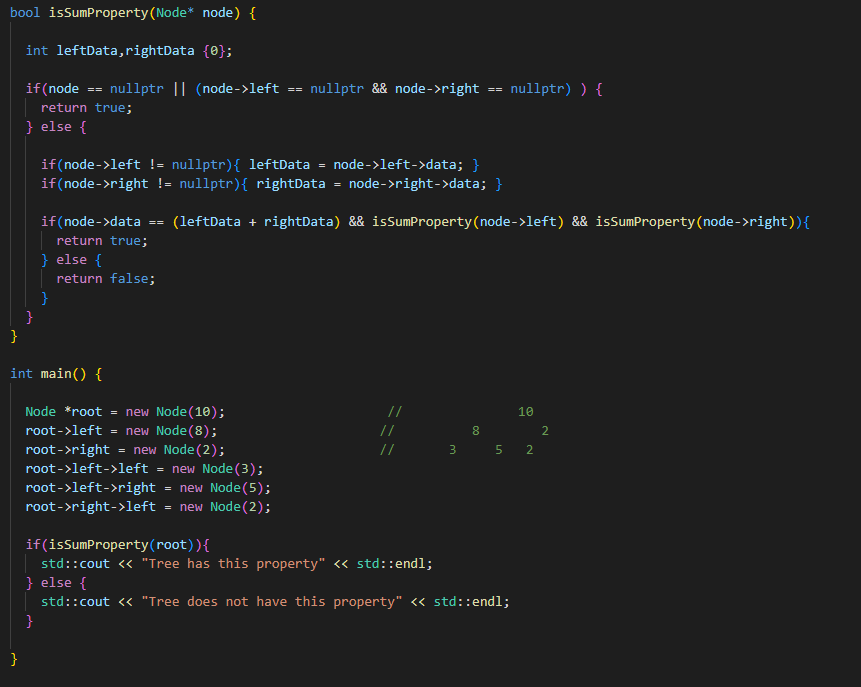 bool isSumProperty(Node* node) {
int leftData,rightData {0};
if(node == nullptr || (node->left == nullptr && node->right == nullptr) ) {
return true;
} else {
if(node->left != nullptr){ leftData = node->left->data; }
if(node->right != nullptr){ rightData = node->right->data; }
if(node->data == (leftData + rightData) && isSumProperty(node->left) && isSumProperty(node->right)){
return true;
} else {
return false;
}
}
}
int main() {
Node *root = new Node(10); // 10
root->left = new Node(8); // 8 2
root->right = new Node(2); // 3 5 2
root->left->left = new Node(3);
root->left->right = new Node(5);
root->right->left = new Node(2);
if(isSumProperty(root)){
std::cout << "Tree has this property" << std::endl;
} else {
std::cout << "Tree does not have this property" << std::endl;
}
}